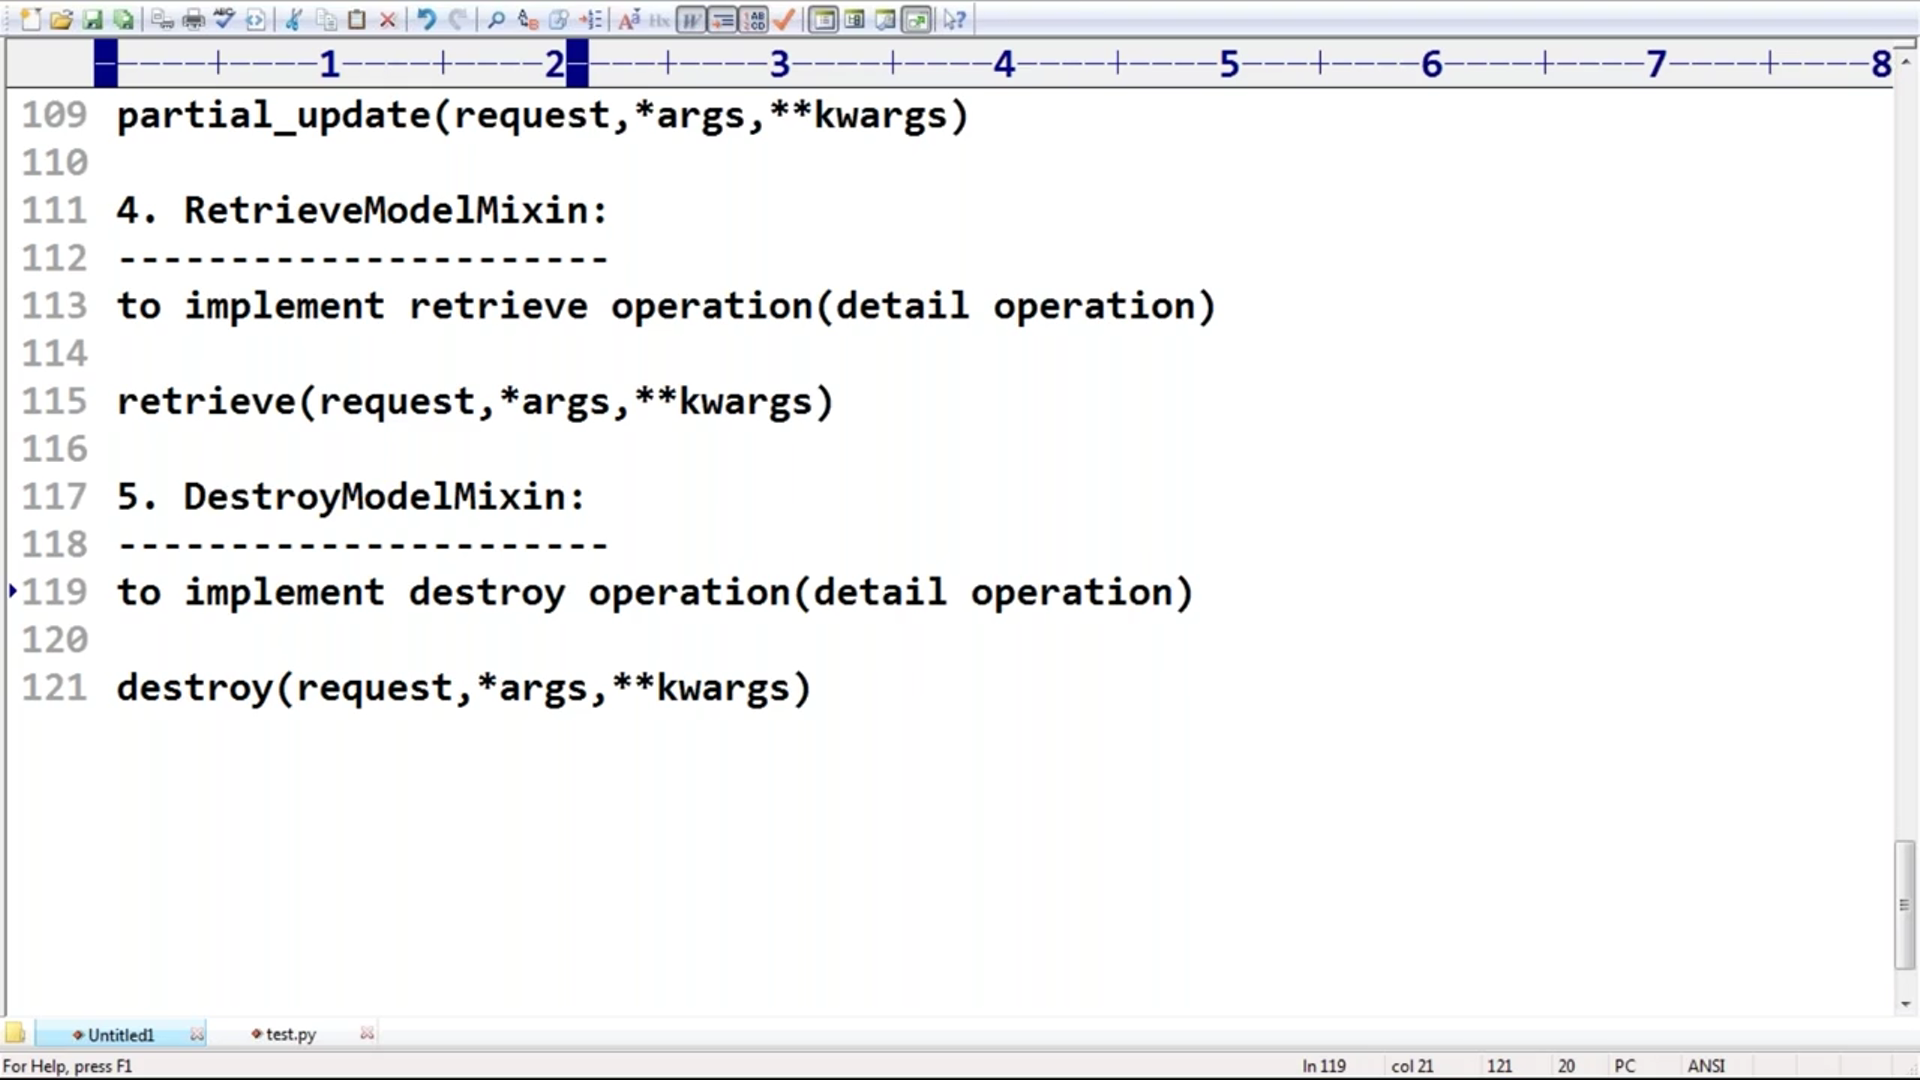 -----+----1----+----2----+----3----+----4----+----5----+----6----+----7----+----8
109 partial_update(request,*args,**kwargs)
110
111 4. RetrieveModelMixin:
112 ----------------------
113 to implement retrieve operation(detail operation)
114
115 retrieve(request,*args,**kwargs)
116
117 5. DestroyModelMixin:
118 ----------------------
119 to implement destroy operation(detail operation)
120
121 destroy(request,*args,**kwargs)
Untitled1 test.py
For Help, press F1 ln 119 col 21 121 20 PC ANSI